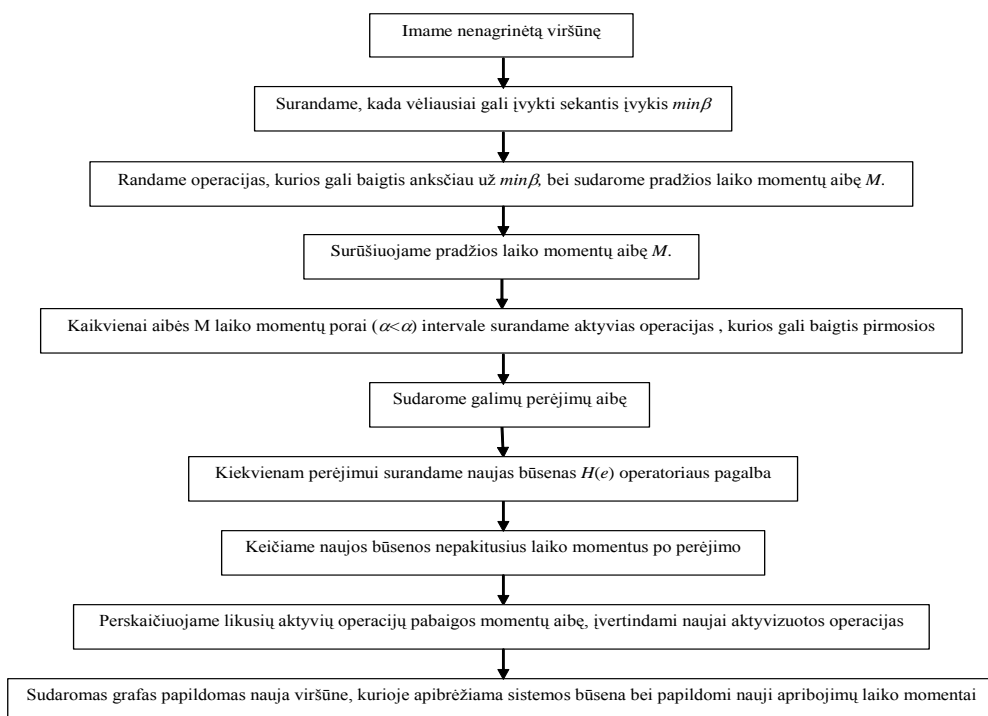 Imame nenagrinėtą viršūnę
Surandame, kada vėliausiai gali įvykti sekantis įvykis minβ
Randame operacijas, kurios gali baigtis anksčiau už minβ, bei sudarome pradžios laiko momentų aibę M.
Surūšiuojame pradžios laiko momentų aibę M.
Kaikvienai aibės M laiko momentų porai (α<α) intervale surandame aktyvias operacijas , kurios gali baigtis pirmosios
Sudarome galimų perėjimų aibę
Kiekvienam perėjimui surandame naujas būsenas H(e) operatoriaus pagalba
Keičiame naujos būsenos nepakitusius laiko momentus po perėjimo
Perskaičiuojame likusių aktyvių operacijų pabaigos momentų aibę, įvertindami naujai aktyvizuotos operacijas
Sudaromas grafas papildomas nauja viršūne, kurioje apibrėžiama sistemos būsena bei papildomi nauji apribojimų laiko momentai